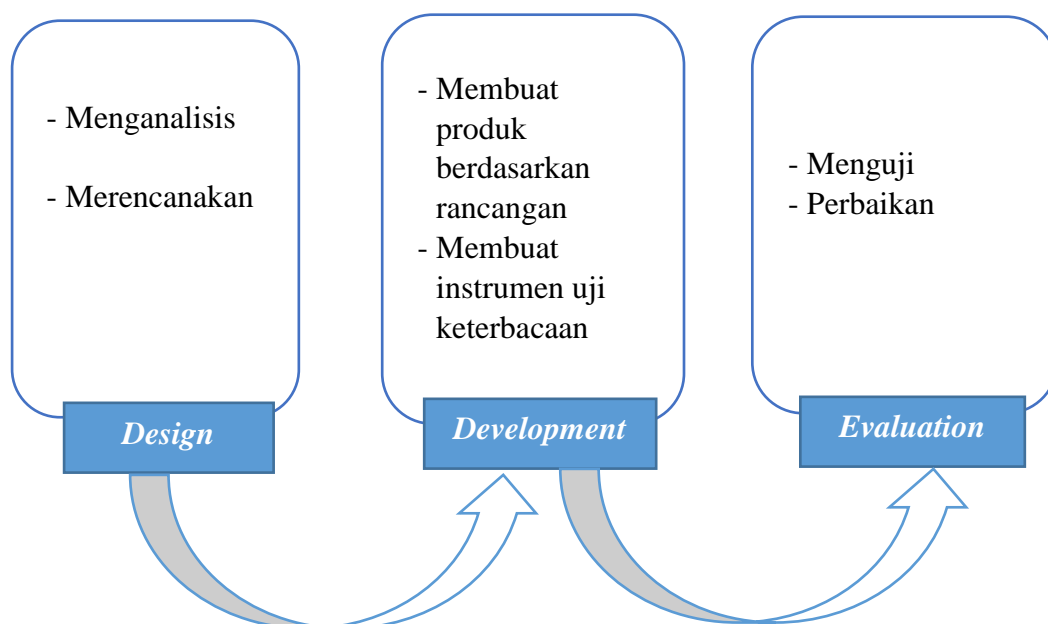 - Menganalisis
- Merencanakan
Design
- Membuat
produk
berdasarkan
rancangan
- Membuat
instrumen uji
keterbacaan
Development
- Menguji
- Perbaikan
Evaluation